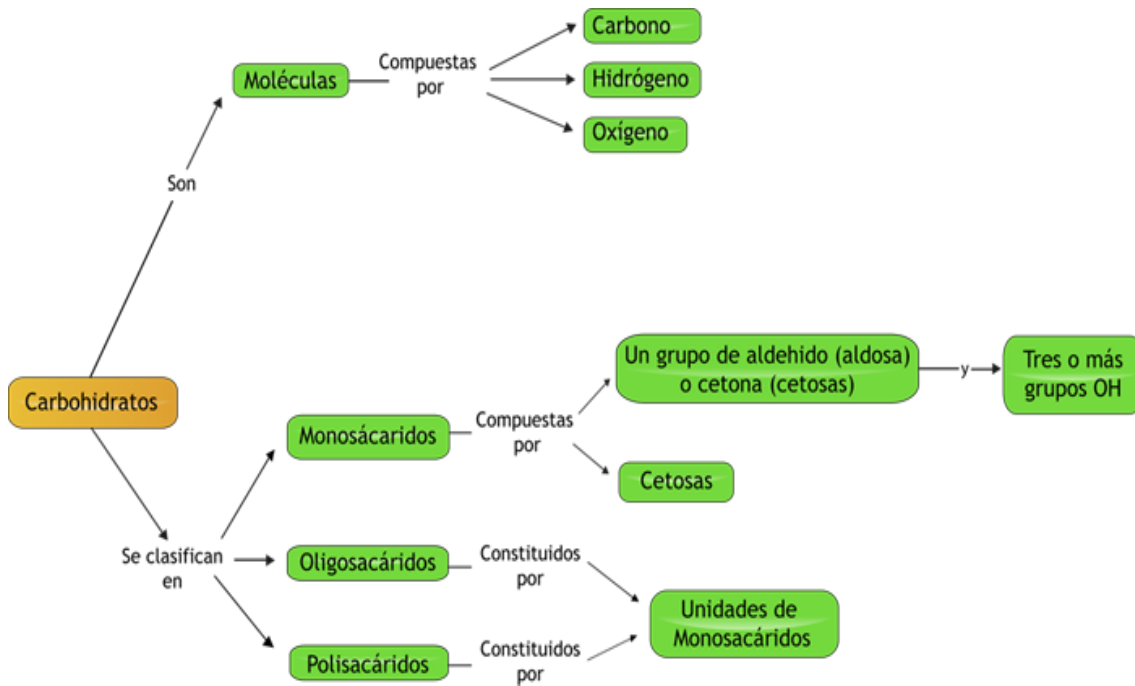 Carbohidratos
Son
Moléculas
Compuestas
por
Carbono
Hidrógeno
Oxígeno
Se clasifican
en
Monosácaridos
Compuestas
por
Un grupo de aldehido (aldosa)
o cetona (cetosas)
y
Tres o más
grupos OH
Cetosas
Oligosacáridos
Constituidos
por
Polisacáridos
Constituidos
por
Unidades de
Monosacáridos